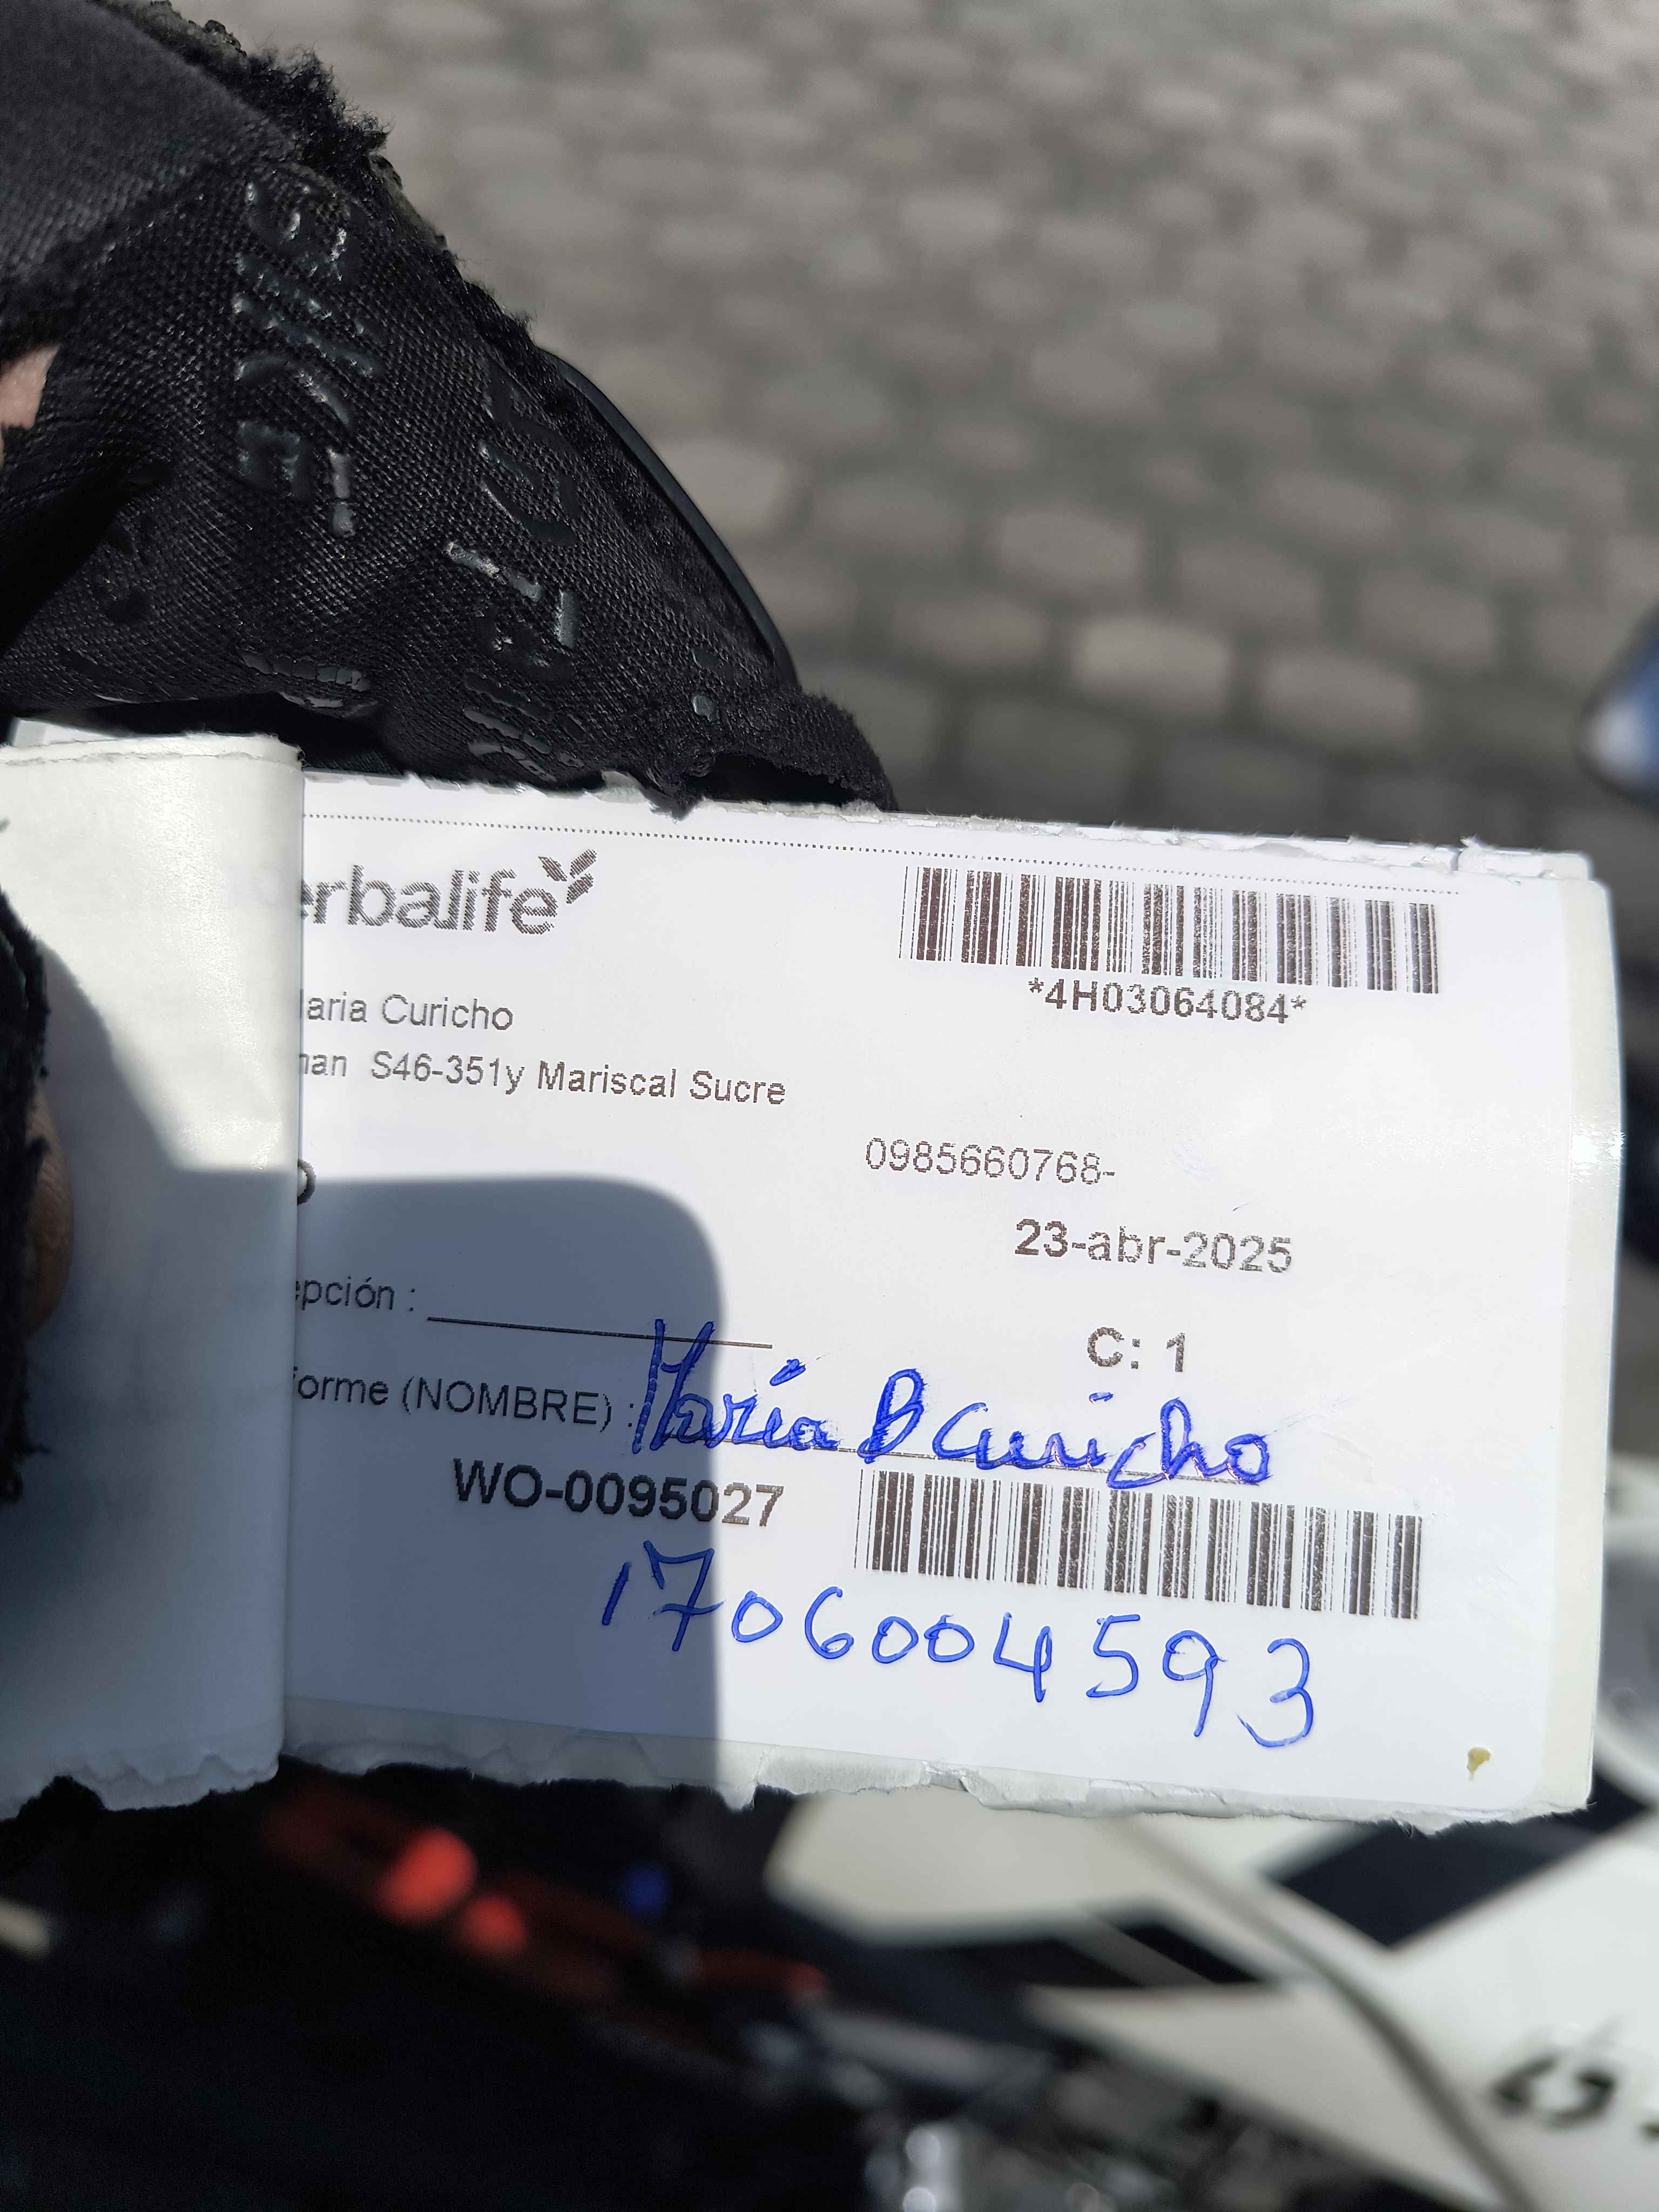 erbalife
*4H03064084*
aria Curicho
man S46-351y Mariscal Sucre
0985660768-
23-abr-2025
epción :
C: 1
forme (NOMBRE) : María B Curicho
WO-0095027
1706004593